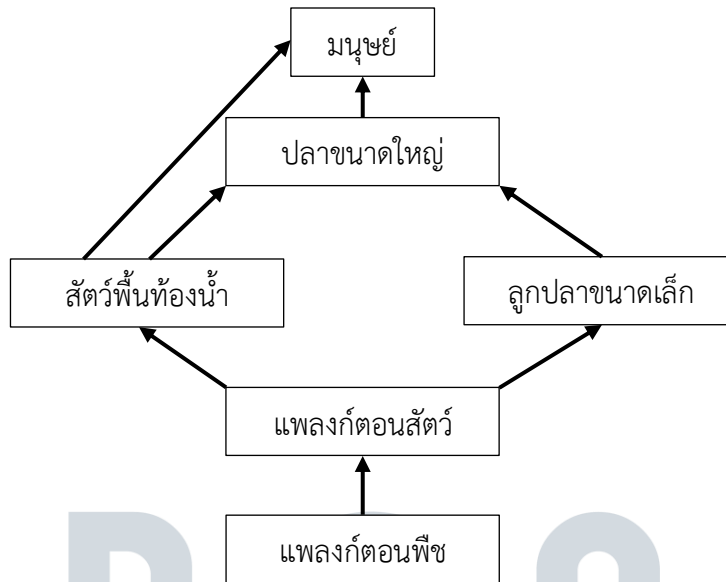 มนุษย์
ปลาขนาดใหญ่
สัตว์พื้นท้องน้ำ
ลูกปลาขนาดเล็ก
แพลงก์ตอนสัตว์
แพลงก์ตอนพืช